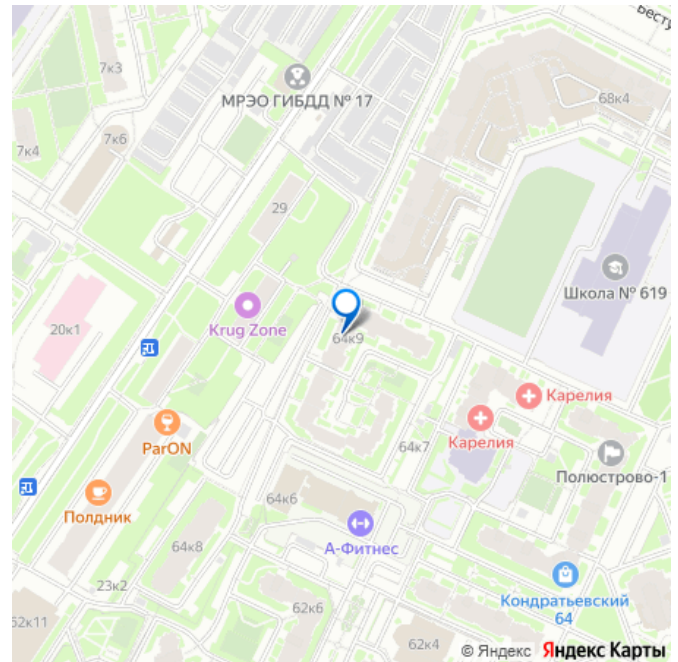 Бесту
7к3
МРЭО ГИБДД № 17
68к4
7к6
7к4
29
Школа № 619
20к1
Krug Zone
64к9
Карелия
Карелия
ParON
64к7
Полюстрово-1
64к6
Полдник
А-Фитнес
64к8
23к2
Кондратьевский
64
62к6
62к11
62к4
© Яндекс Яндекс Карты